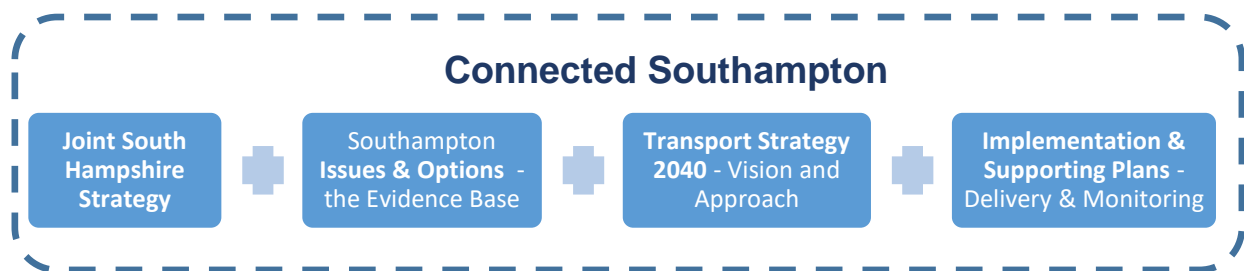 Connected Southampton
Joint South
Hampshire
Strategy
Southampton
Issues & Options -
the Evidence Base
Transport Strategy
2040 - Vision and
Approach
Implementation &
Supporting Plans -
Delivery & Monitoring